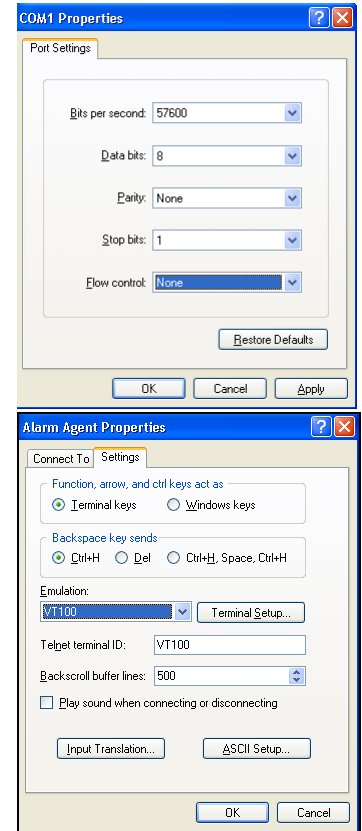 COM1 Properties
Port Settings
Bits per second: 57600
Data bits: 8
Parity: None
Stop bits: 1
Flow control: None
Restore Defaults
OK Cancel Apply
Alarm Agent Properties
Connect To Settings
Function, arrow, and ctrl keys act as
Terminal keys Windows keys
Backspace key sends
Ctrl+H Del Ctrl+H, Space, Ctrl+H
Emulation:
VT100 Terminal Setup...
Telnet terminal ID: VT100
Backscroll buffer lines: 500
Play sound when connecting or disconnecting
Input Translation... ASCII Setup...
OK Cancel